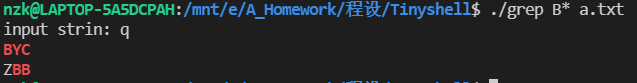 nzk@LAPTOP-5A5DCPAH:/mnt/e/A_Homework/程设/Tinyshell$ ./grep B* a.txt
input strin: q
BYC
ZBB